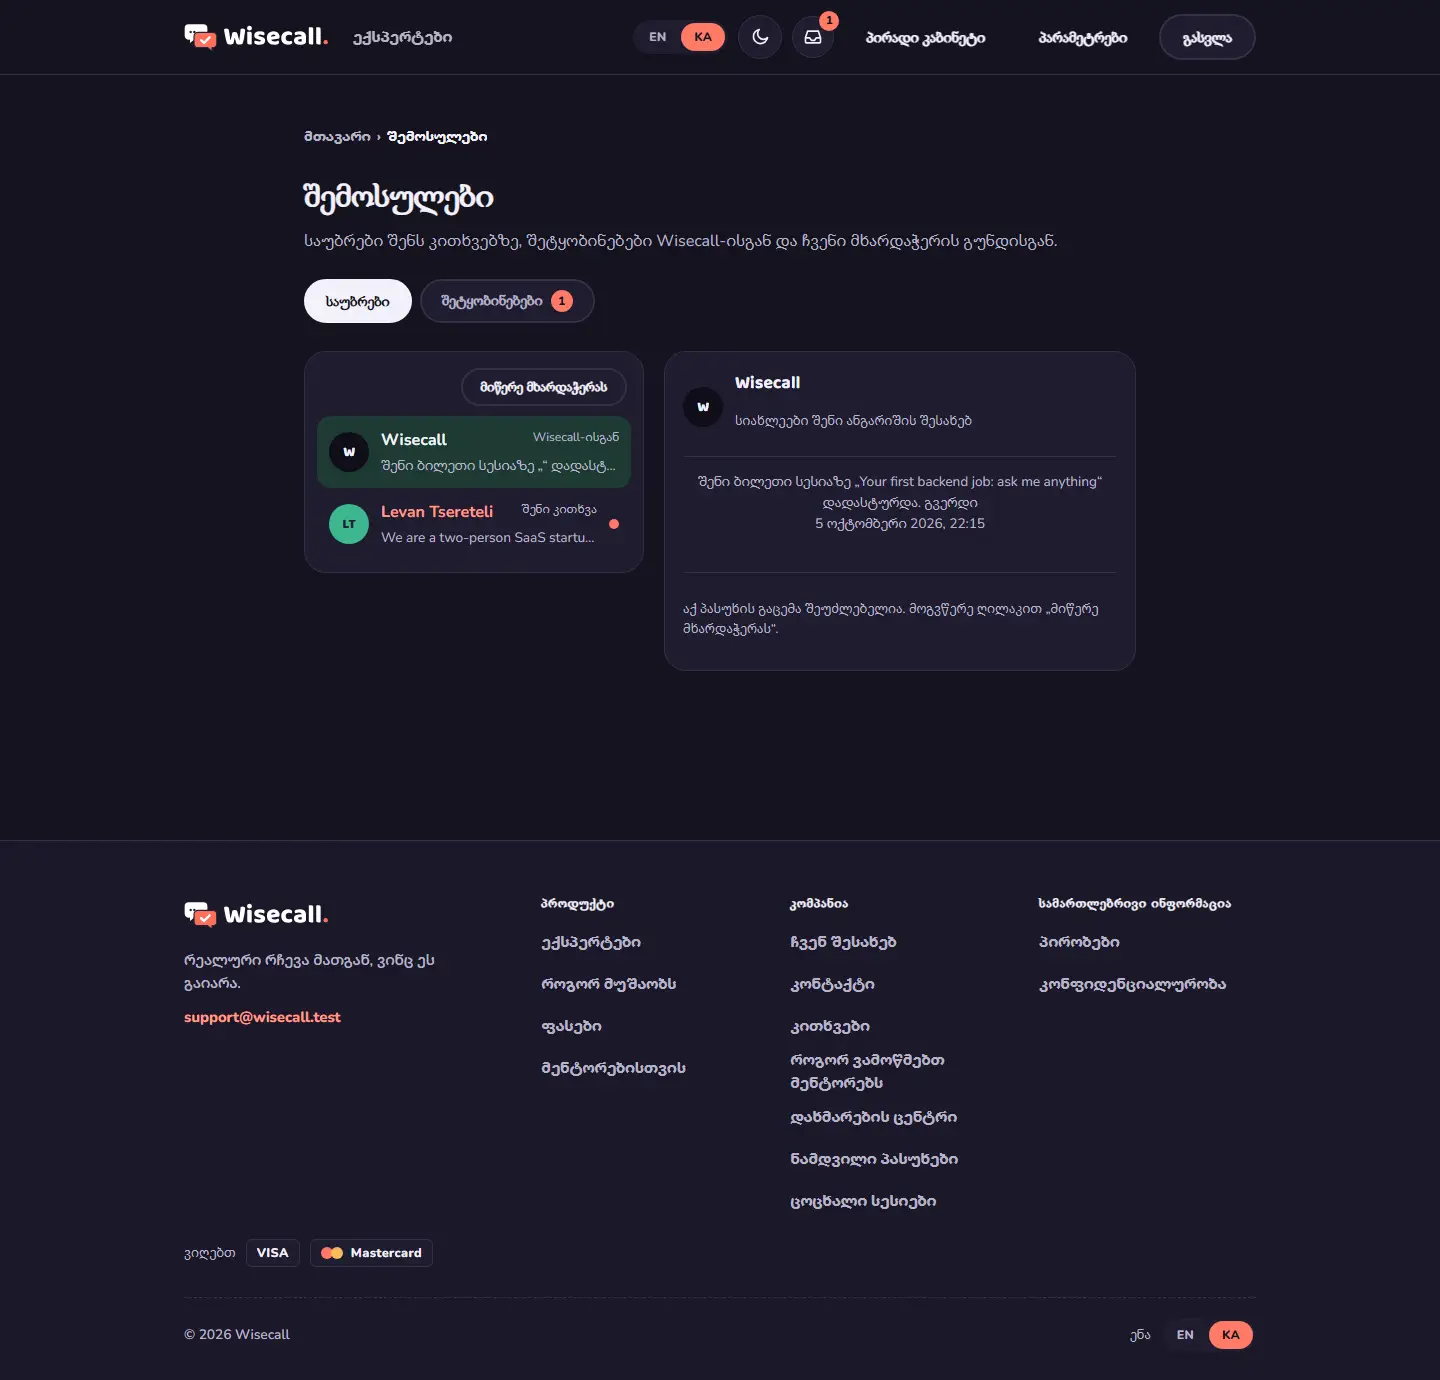 Wisecall.
ექსპერტები
EN KA
1
პირადი კაბინეტი
პარამეტრები
გასვლა
მთავარი › შემოსულები
შემოსულები
საუბრები შენს კითხვებზე, შეტყობინებები Wisecall-ისგან და ჩვენი მხარდაჭერის გუნდისგან.
საუბრები
შეტყობინებები 1
მიწერე მხარდაჭერას
W
Wisecall
Wisecall-ისგან
შენი ბილეთი სესიაზე „“ დადასტ...
LT
Levan Tsereteli
შენი კითხვა
We are a two-person SaaS startu...
W
Wisecall
სიახლეები შენი ანგარიშის შესახებ
შენი ბილეთი სესიაზე „Your first backend job: ask me anything“
დადასტურდა. გვერდი
5 ოქტომბერი 2026, 22:15
აქ პასუხის გაცემა შეუძლებელია. მოგვწერე ღილაკით „მიწერე
მხარდაჭერას“.
Wisecall.
რეალური რჩევა მათგან, ვინც ეს
გაიარა.
support@wisecall.test
პროდუქტი
ექსპერტები
როგორ მუშაობს
ფასები
მენტორებისთვის
კომპანია
ჩვენ შესახებ
კონტაქტი
კითხვები
როგორ ვამოწმებთ
მენტორებს
დახმარების ცენტრი
ნამდვილი პასუხები
ცოცხალი სესიები
სამართლებრივი ინფორმაცია
პირობები
კონფიდენციალურობა
ვიღებთ VISA Mastercard
© 2026 Wisecall
ენა EN KA